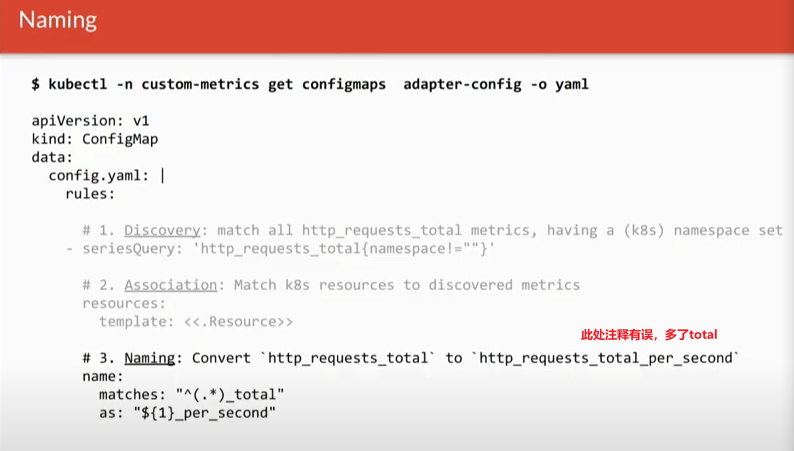 Naming
$ kubectl -n custom-metrics get configmaps  adapter-config -o yaml
apiVersion: v1
kind: ConfigMap
data:
  config.yaml: |
    rules:
      # 1. Discovery: match all http_requests_total metrics, having a (k8s) namespace set
    - seriesQuery: 'http_requests_total{namespace!=""}'
      # 2. Association: Match k8s resources to discovered metrics
      resources:
        template: <<.Resource>>
此处注释有误，多了total
      # 3. Naming: Convert `http_requests_total` to `http_requests_total_per_second`
      name:
        matches: "^(.*)_total"
        as: "${1}_per_second"